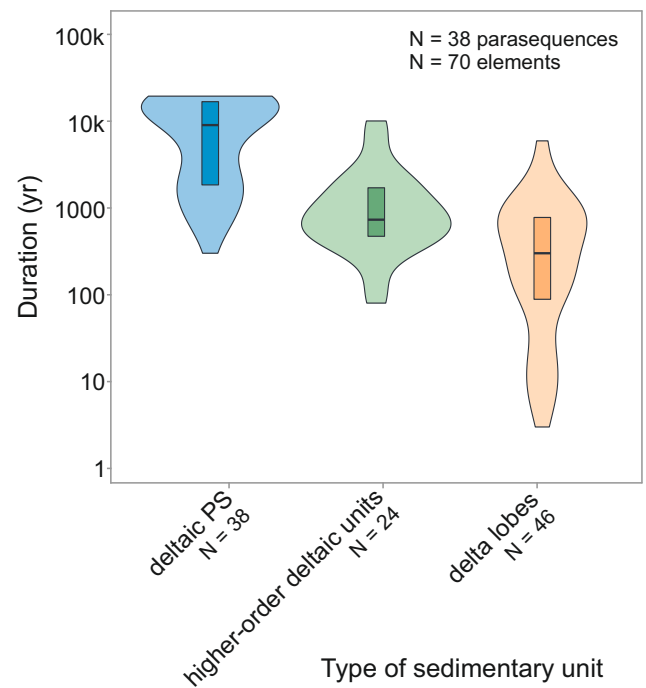 100k
10k
1000
100
10
1
Duration (yr)
N = 38 parasequences
N = 70 elements
deltaic PS
N = 38
higher-order deltaic units
N = 24
delta lobes
N = 46
Type of sedimentary unit